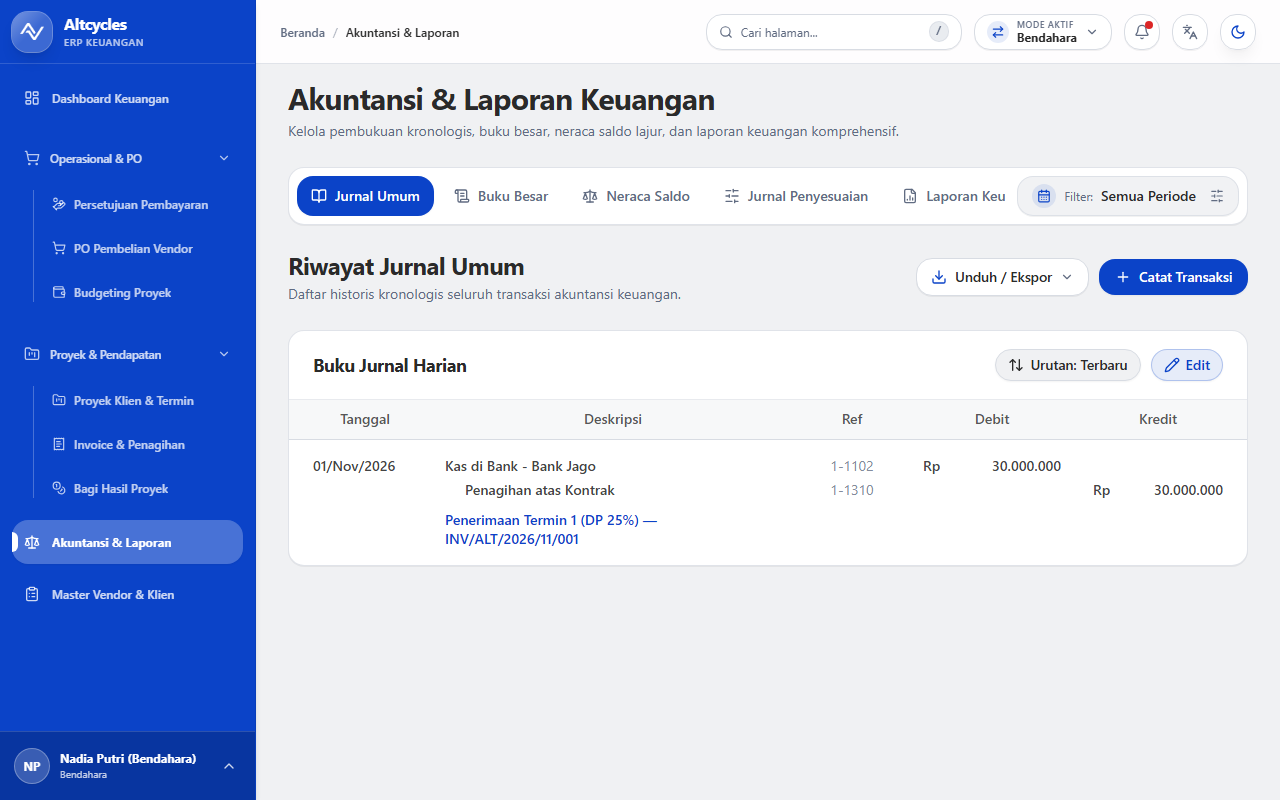 Altcycles
ERP KEUANGAN
Dashboard Keuangan
Operasional & PO
Persetujuan Pembayaran
PO Pembelian Vendor
Budgeting Proyek
Proyek & Pendapatan
Proyek Klien & Termin
Invoice & Penagihan
Bagi Hasil Proyek
Akuntansi & Laporan
Master Vendor & Klien
NP
Nadia Putri (Bendahara)
Bendahara
Beranda / Akuntansi & Laporan
Cari halaman... /
MODE AKTIF
Bendahara
Akuntansi & Laporan Keuangan
Kelola pembukuan kronologis, buku besar, neraca saldo lajur, dan laporan keuangan komprehensif.
Jurnal Umum Buku Besar Neraca Saldo Jurnal Penyesuaian Laporan Keu Filter: Semua Periode
Riwayat Jurnal Umum
Daftar historis kronologis seluruh transaksi akuntansi keuangan.
Unduh / Ekspor Catat Transaksi
Buku Jurnal Harian
Urutan: Terbaru Edit
Tanggal Deskripsi Ref Debit Kredit
01/Nov/2026 Kas di Bank - Bank Jago 1-1102 Rp 30.000.000
Penagihan atas Kontrak 1-1310 Rp 30.000.000
Penerimaan Termin 1 (DP 25%) —
INV/ALT/2026/11/001